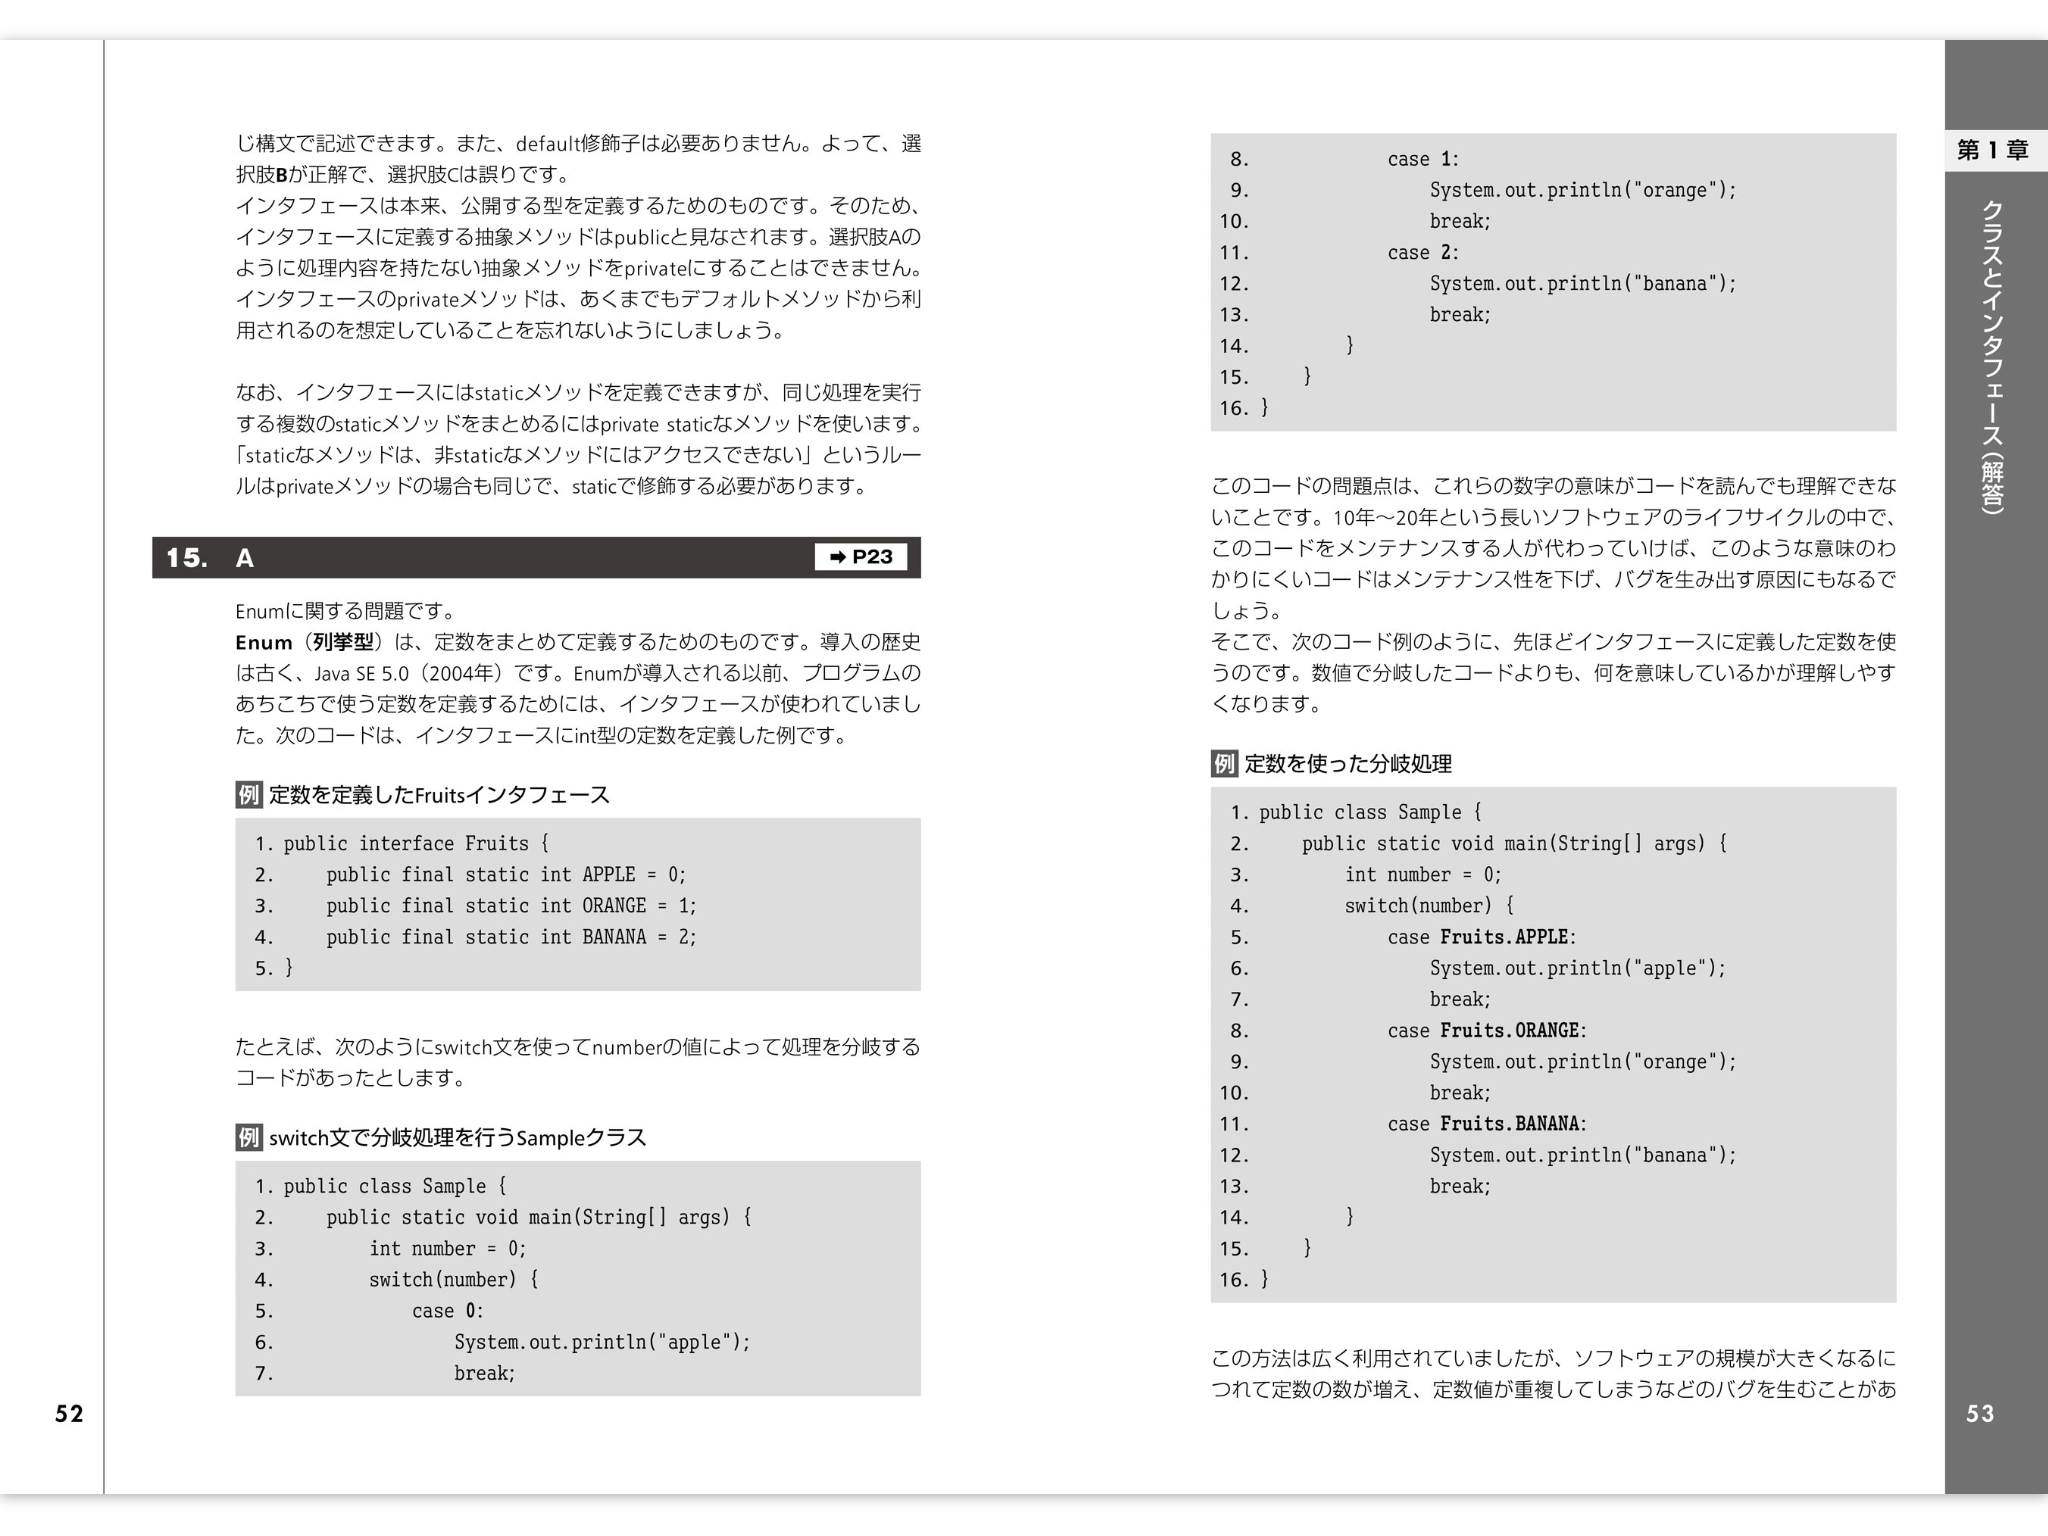 じ構文で記述できます。また、default修飾子は必要ありません。よって、選
択肢Bが正解で、選択肢Cは誤りです。
インタフェースは本来、公開する型を定義するためのものです。そのため、
インタフェースに定義する抽象メソッドはpublicと見なされます。選択肢Aの
ように処理内容を持たない抽象メソッドをprivateにすることはできません。
インタフェースのprivateメソッドは、あくまでもデフォルトメソッドから利
用されるのを想定していることを忘れないようにしましょう。
なお、インタフェースにはstaticメソッドを定義できますが、同じ処理を実行
する複数のstaticメソッドをまとめるにはprivate staticなメソッドを使います。
「staticなメソッドは、非staticなメソッドにはアクセスできない」というルー
ルはprivateメソッドの場合も同じで、staticで修飾する必要があります。
15. A ➡ P23
Enumに関する問題です。
Enum（列挙型）は、定数をまとめて定義するためのものです。導入の歴史
は古く、Java SE 5.0（2004年）です。Enumが導入される以前、プログラムの
あちこちで使う定数を定義するためには、インタフェースが使われていまし
た。次のコードは、インタフェースにint型の定数を定義した例です。
例 定数を定義したFruitsインタフェース
1. public interface Fruits {
2.     public final static int APPLE = 0;
3.     public final static int ORANGE = 1;
4.     public final static int BANANA = 2;
5. }
たとえば、次のようにswitch文を使ってnumberの値によって処理を分岐する
コードがあったとします。
例 switch文で分岐処理を行うSampleクラス
1. public class Sample {
2.     public static void main(String[] args) {
3.         int number = 0;
4.         switch(number) {
5.             case 0:
6.                 System.out.println("apple");
7.                 break;
52
8.             case 1:
9.                 System.out.println("orange");
10.                 break;
11.             case 2:
12.                 System.out.println("banana");
13.                 break;
14.         }
15.     }
16. }
このコードの問題点は、これらの数字の意味がコードを読んでも理解できな
いことです。10年〜20年という長いソフトウェアのライフサイクルの中で、
このコードをメンテナンスする人が代わっていけば、このような意味のわ
かりにくいコードはメンテナンス性を下げ、バグを生み出す原因にもなるで
しょう。
そこで、次のコード例のように、先ほどインタフェースに定義した定数を使
うのです。数値で分岐したコードよりも、何を意味しているかが理解しやす
くなります。
例 定数を使った分岐処理
1. public class Sample {
2.     public static void main(String[] args) {
3.         int number = 0;
4.         switch(number) {
5.             case Fruits.APPLE:
6.                 System.out.println("apple");
7.                 break;
8.             case Fruits.ORANGE:
9.                 System.out.println("orange");
10.                 break;
11.             case Fruits.BANANA:
12.                 System.out.println("banana");
13.                 break;
14.         }
15.     }
16. }
この方法は広く利用されていましたが、ソフトウェアの規模が大きくなるに
つれて定数の数が増え、定数値が重複してしまうなどのバグを生むことがあ
第1章
クラスとインタフェース（解答）
53